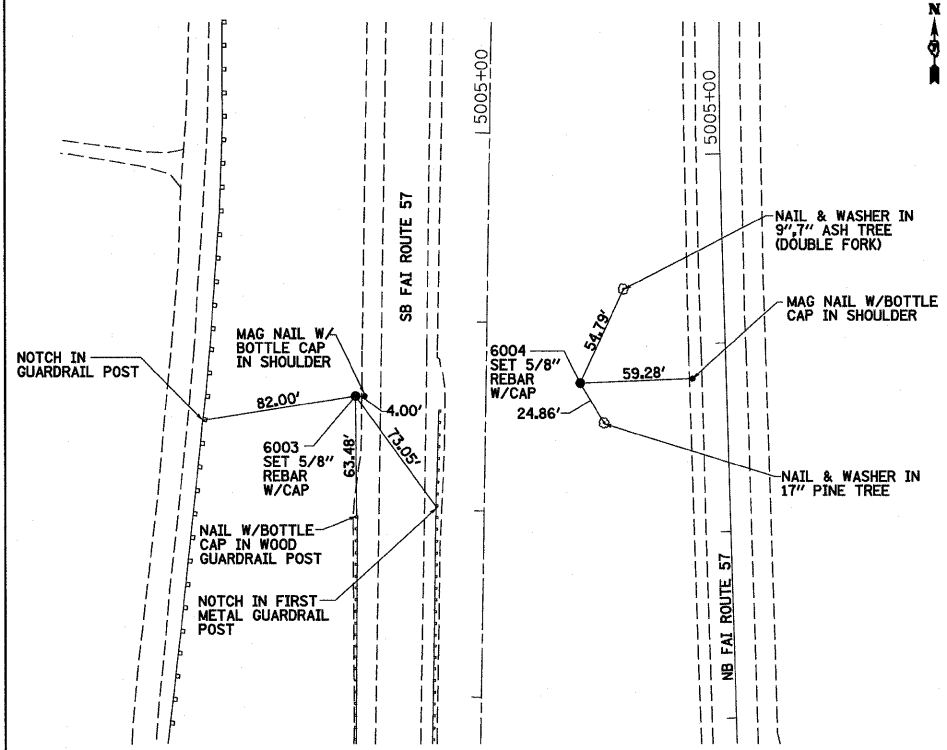 N
5005+00
5005+00
SB FAI ROUTE 57
NAIL & WASHER IN
9",7" ASH TREE
(DOUBLE FORK)
54.79'
MAG NAIL W/BOTTLE
CAP IN SHOULDER
MAG NAIL W/
BOTTLE CAP
IN SHOULDER
NOTCH IN
GUARDRAIL POST
6004
SET 5/8"
REBAR
W/CAP
59.28'
82.00'
4.00'
24.86'
73.05'
63.48'
6003
SET 5/8"
REBAR
W/CAP
NAIL & WASHER IN
17" PINE TREE
NAIL W/BOTTLE
CAP IN WOOD
GUARDRAIL POST
NOTCH IN FIRST
METAL GUARDRAIL
POST
NB FAI ROUTE 57